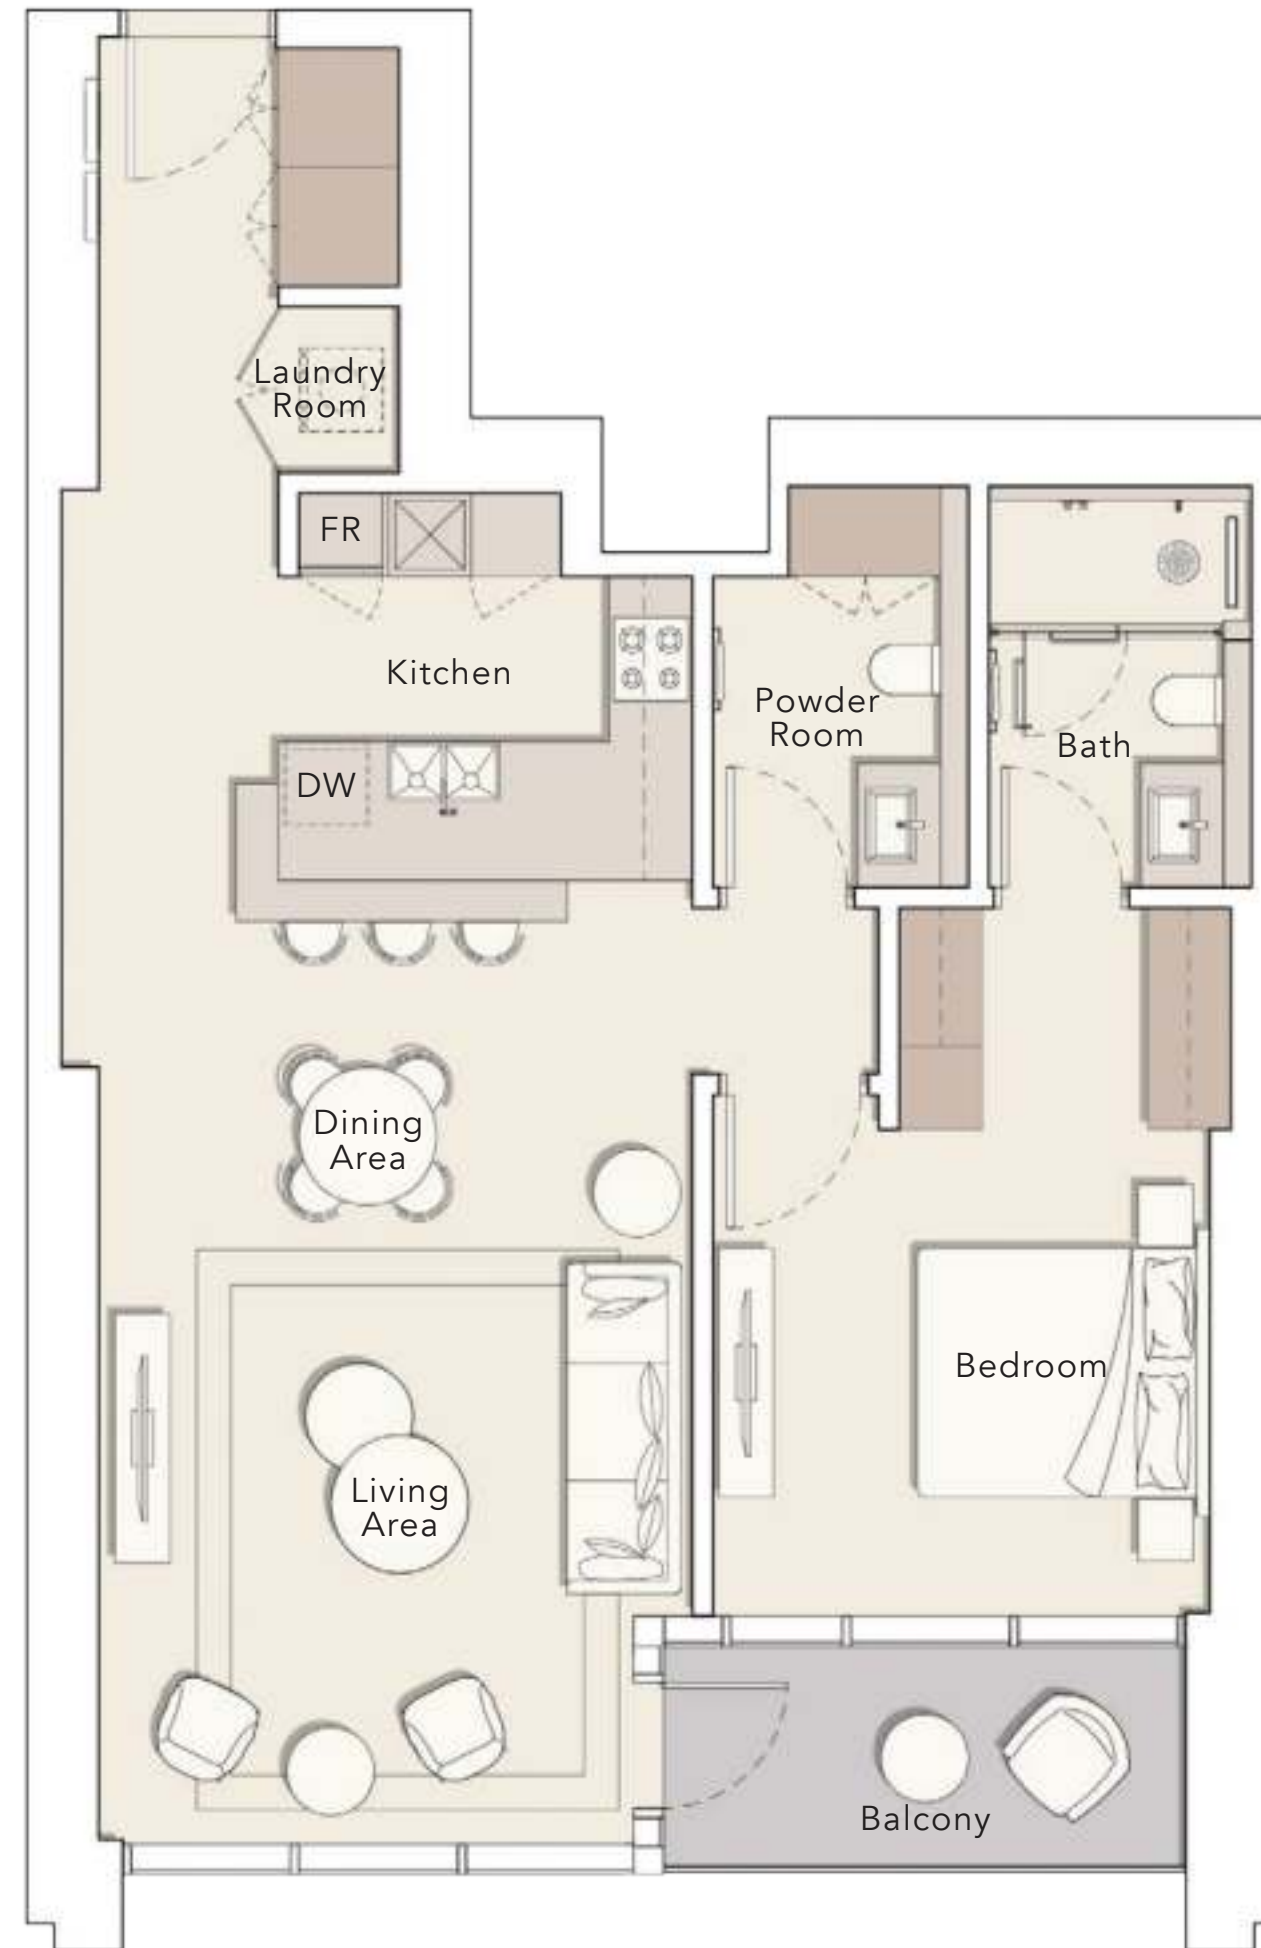 Laundry
Room
FR
Kitchen
Powder
Room
Bath
DW
Dining
Area
Bedroom
Living
Area
Balcony